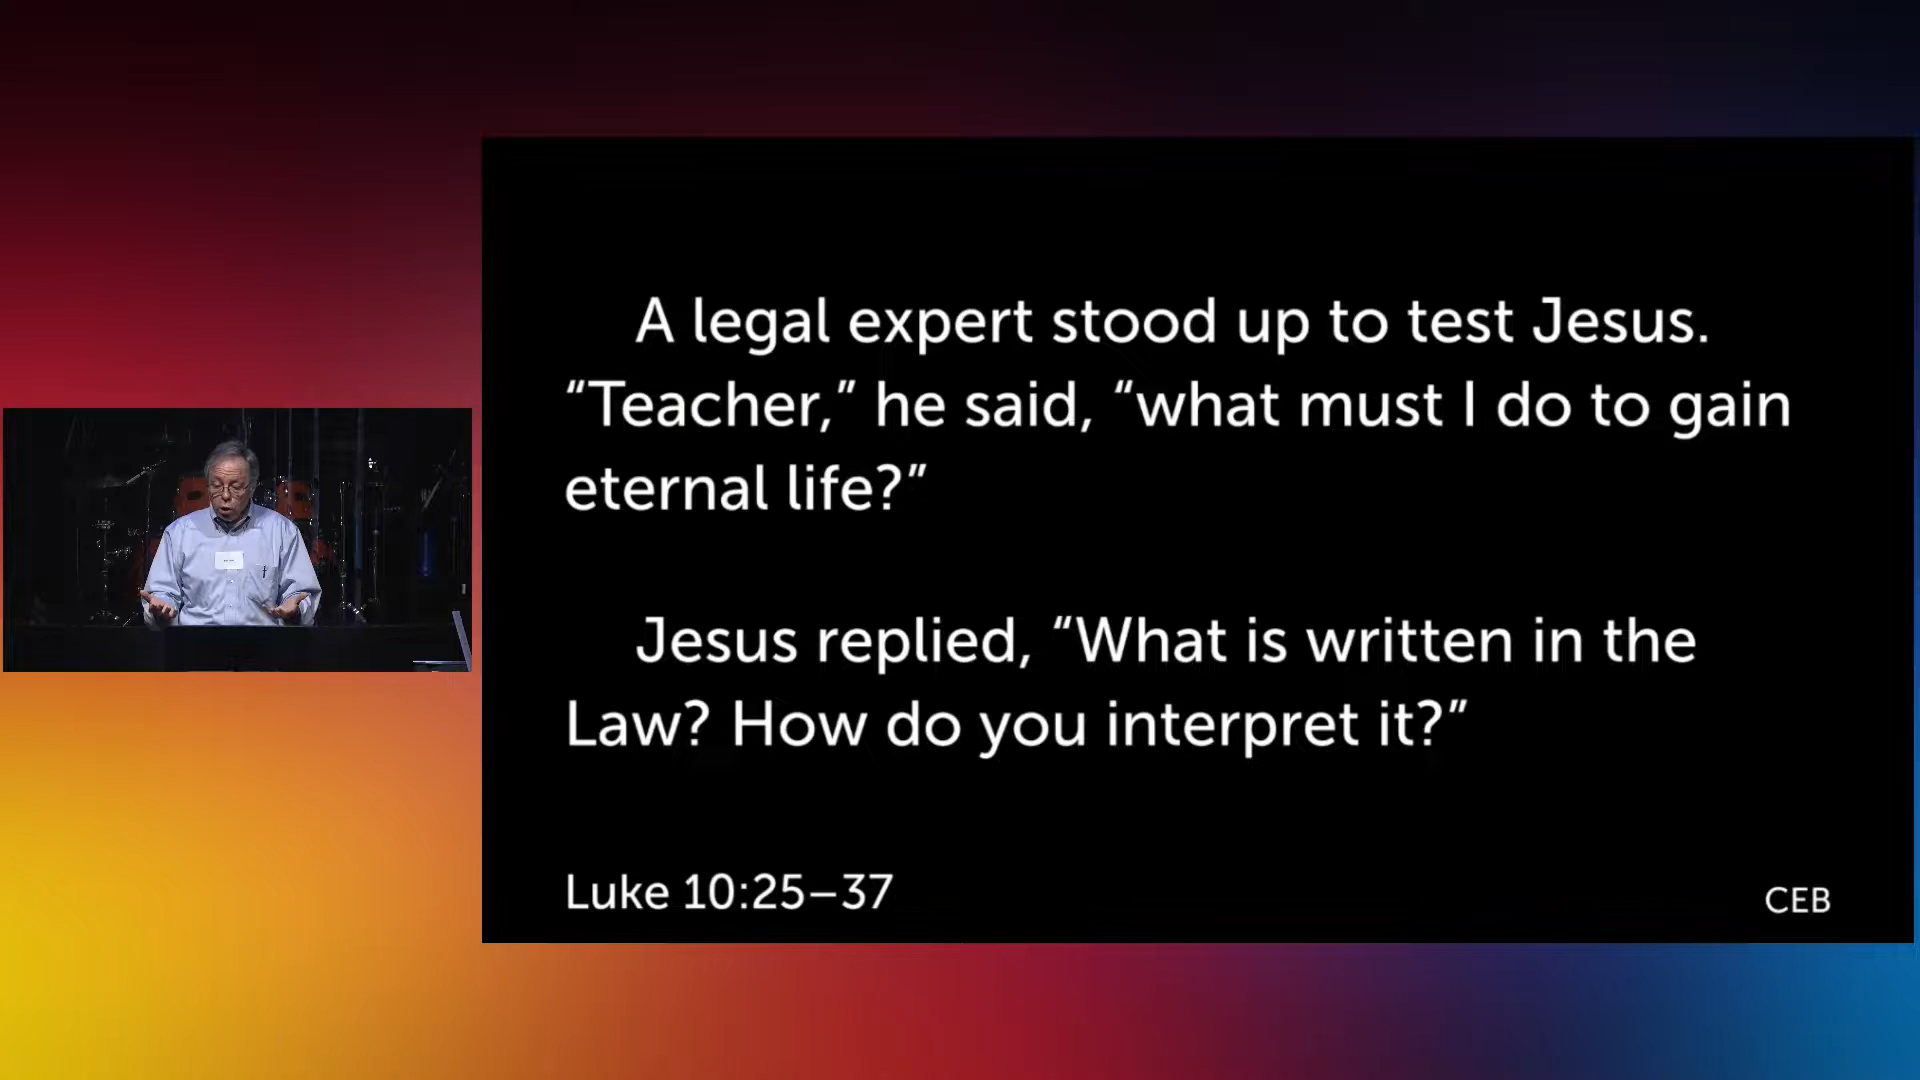 A legal expert stood up to test Jesus.
“Teacher,” he said, “what must I do to gain
eternal life?”
Jesus replied, “What is written in the
Law? How do you interpret it?”
Luke 10:25–37
CEB